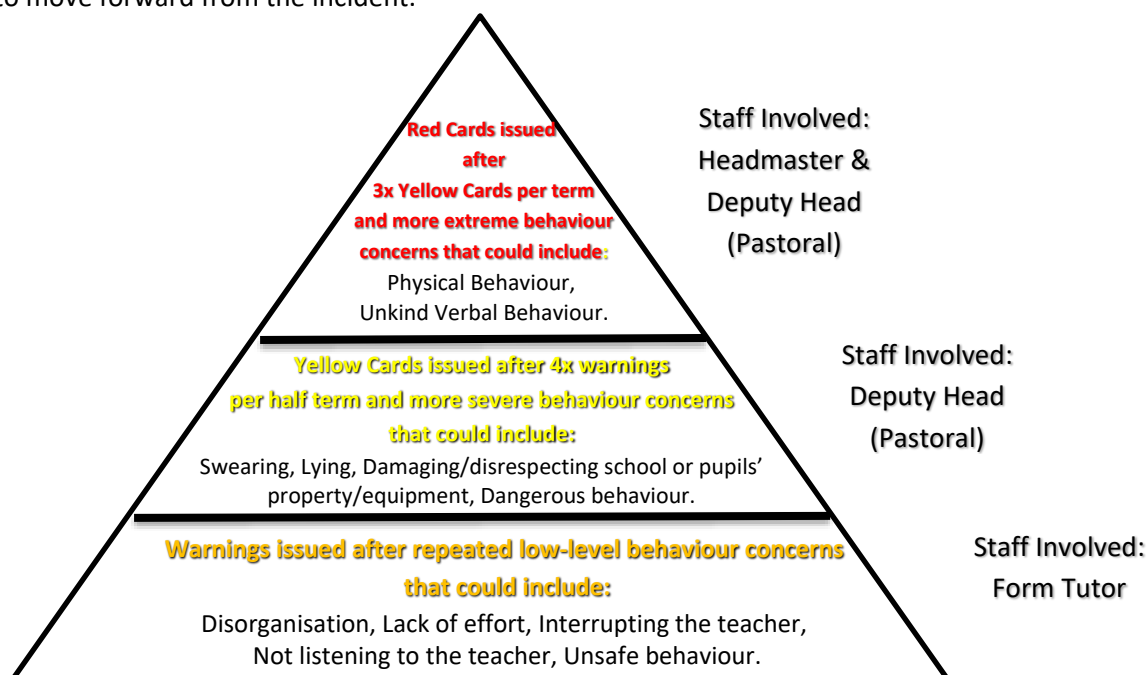 to move forward from the incident.
Red Cards issued
after
3x Yellow Cards per term
and more extreme behaviour
concerns that could include:
Physical Behaviour,
Unkind Verbal Behaviour.
Staff Involved:
Headmaster &
Deputy Head
(Pastoral)
Yellow Cards issued after 4x warnings
per half term and more severe behaviour concerns
that could include:
Swearing, Lying, Damaging/disrespecting school or pupils’
property/equipment, Dangerous behaviour.
Staff Involved:
Deputy Head
(Pastoral)
Warnings issued after repeated low-level behaviour concerns
that could include:
Disorganisation, Lack of effort, Interrupting the teacher,
Not listening to the teacher, Unsafe behaviour.
Staff Involved:
Form Tutor